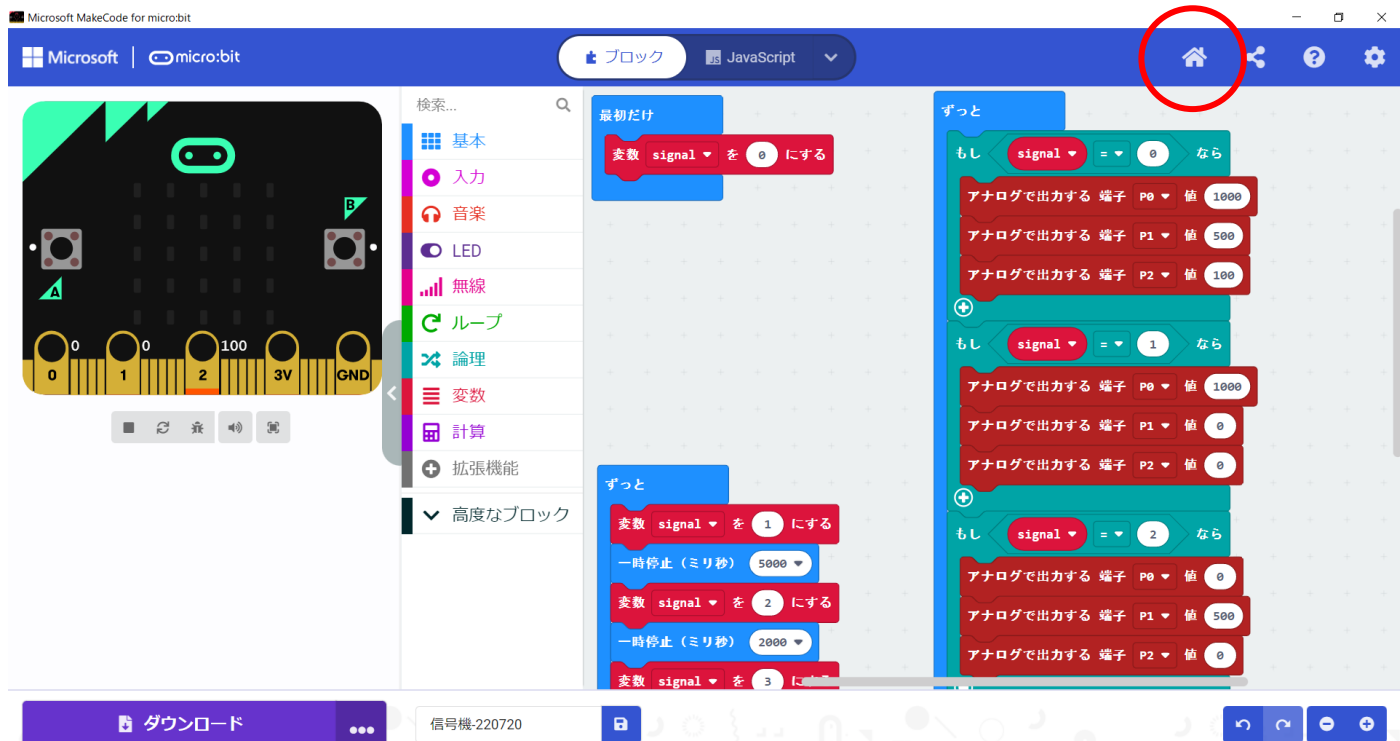 Microsoft MakeCode for micro:bit
Microsoft micro:bit
ブロック JS JavaScript
B
A
0 0 100
0 1 2 3V GND
検索...
基本
入力
音楽
LED
無線
ループ
論理
変数
計算
拡張機能
高度なブロック
最初だけ
変数 signal を 0 にする
ずっと
変数 signal を 1 にする
一時停止（ミリ秒） 5000
変数 signal を 2 にする
一時停止（ミリ秒） 2000
変数 signal を 3 にする
ずっと
もし signal = 0 なら
アナログで出力する 端子 P0 値 1000
アナログで出力する 端子 P1 値 500
アナログで出力する 端子 P2 値 100
もし signal = 1 なら
アナログで出力する 端子 P0 値 1000
アナログで出力する 端子 P1 値 0
アナログで出力する 端子 P2 値 0
もし signal = 2 なら
アナログで出力する 端子 P0 値 0
アナログで出力する 端子 P1 値 500
アナログで出力する 端子 P2 値 0
ダウンロード
信号機-220720